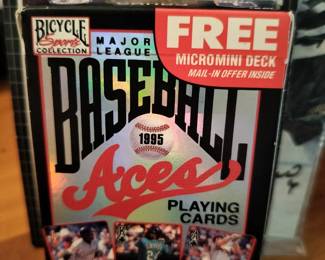 BICYCLE
Sports
COLLECTION
MAJOR
LEAGUE
FREE
MICROMINI DECK
MAIL-IN OFFER INSIDE
BASEBALL
1995
Aces
PLAYING
CARDS